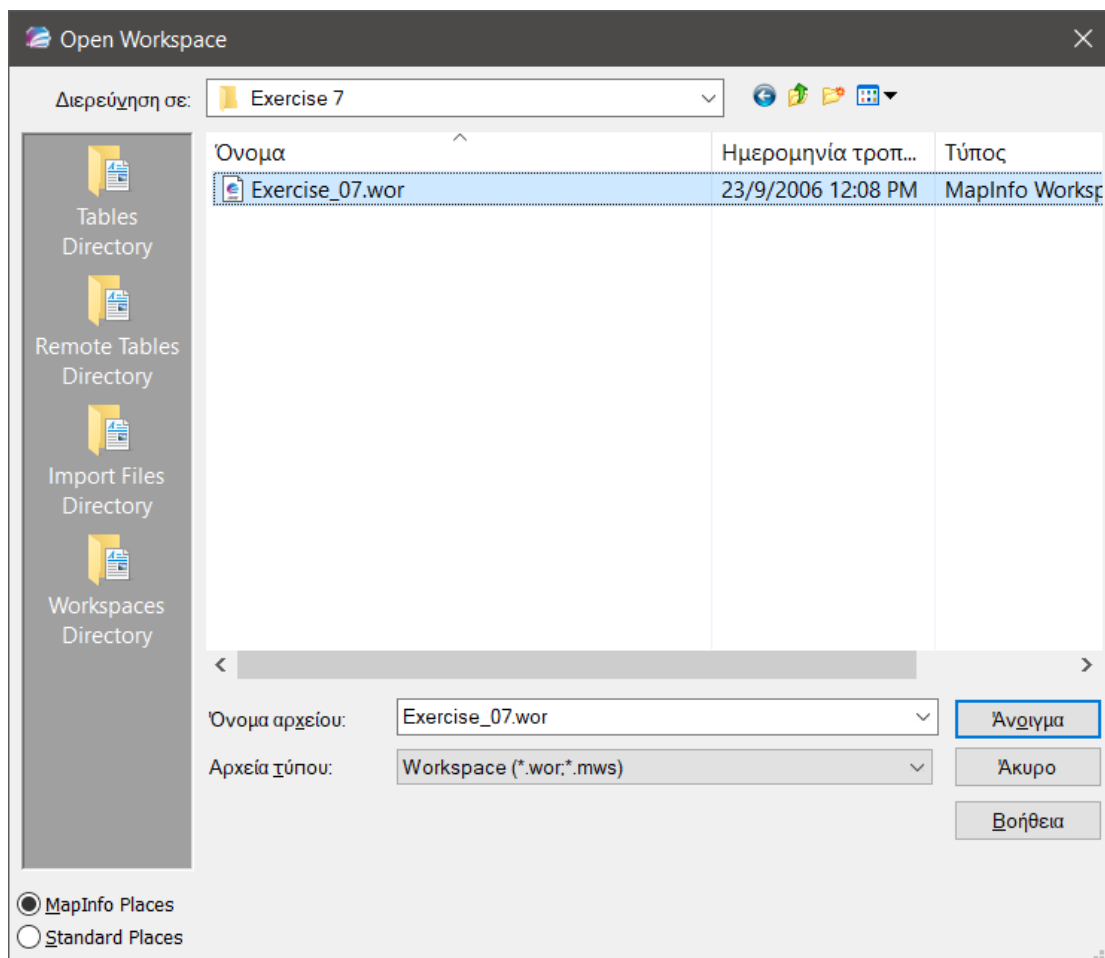 Open Workspace
Διερεύνηση σε:
Exercise 7
Όνομα
Ημερομηνία τροπ...
Τύπος
Exercise_07.wor
23/9/2006 12:08 PM
MapInfo Worksp
Tables
Directory
Remote Tables
Directory
Import Files
Directory
Workspaces
Directory
Όνομα αρχείου:
Exercise_07.wor
Άνοιγμα
Αρχεία τύπου:
Workspace (*.wor;*.mws)
Άκυρο
Βοήθεια
MapInfo Places
Standard Places